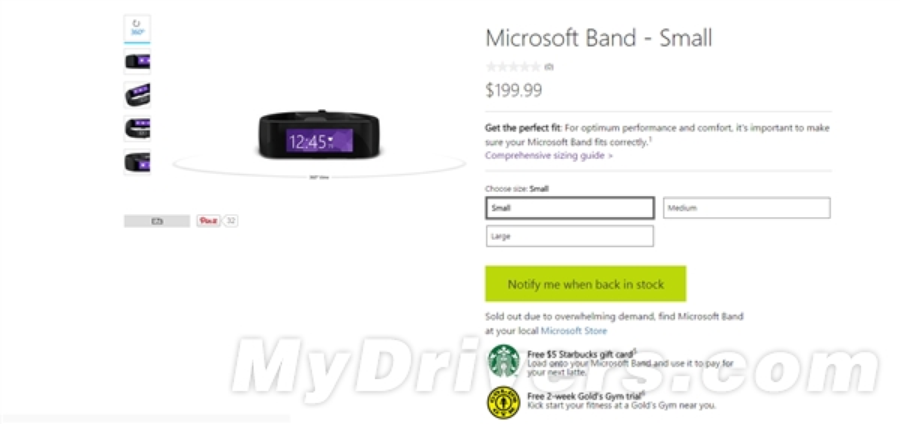 360°
Microsoft Band - Small
$199.99
Get the perfect fit: For optimum performance and comfort, it's important to make
sure your Microsoft Band fits correctly.1
Comprehensive sizing guide >
12:45
Choose size: Small
Small
Medium
Large
Pin it
32
Notify me when back in stock
Sold out due to overwhelming demand, find Microsoft Band
at your local Microsoft Store
Free $5 Starbucks gift card
Load onto your Microsoft Band and use it to pay for
your next latte.
Free 2-week Gold's Gym trial
Kick start your fitness at a Gold's Gym near you.
MyDrivers.com